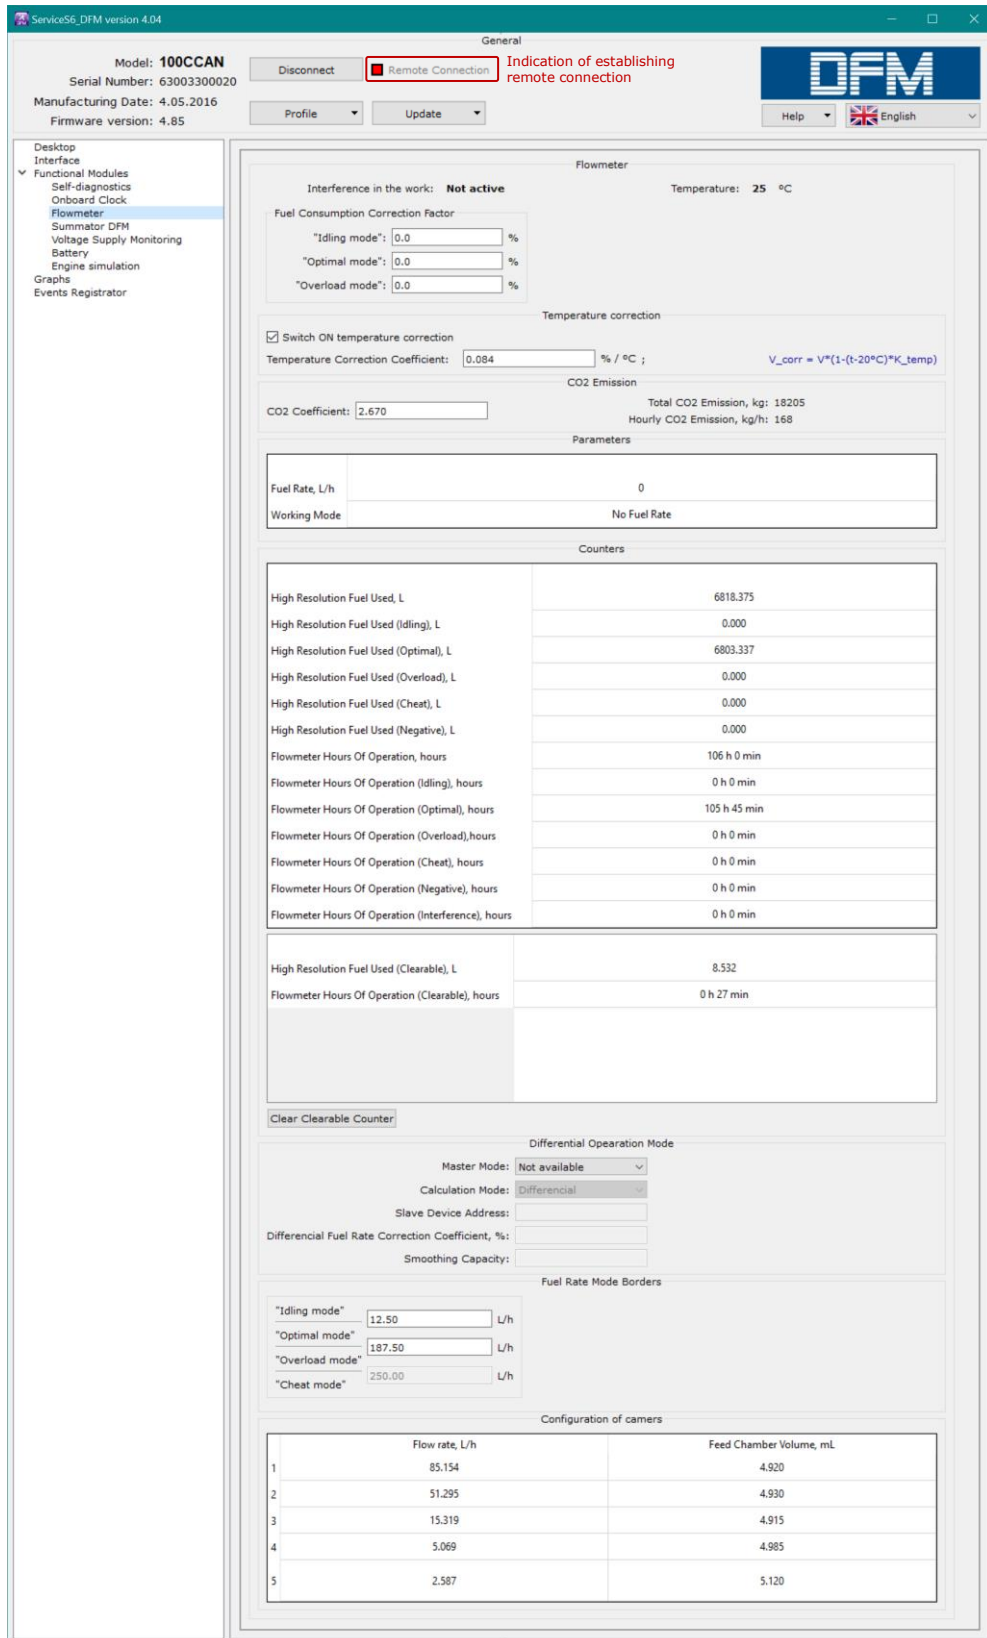 ServiceS6_DFM version 4.04
General
Model: 100CCAN
Serial Number: 63003300020
Manufacturing Date: 4.05.2016
Firmware version: 4.85
Disconnect
Remote Connection
Indication of establishing
remote connection
Profile
Update
DFM
Help
English
Desktop
Interface
Functional Modules
Self-diagnostics
Onboard Clock
Flowmeter
Summator DFM
Voltage Supply Monitoring
Battery
Engine simulation
Graphs
Events Registrator
Flowmeter
Interference in the work: Not active
Temperature: 25 ºC
Fuel Consumption Correction Factor
"Idling mode": 0.0 %
"Optimal mode": 0.0 %
"Overload mode": 0.0 %
Temperature correction
Switch ON temperature correction
Temperature Correction Coefficient: 0.084 % / ºC ;
V_corr = V*(1-(t-20ºC)*K_temp)
CO2 Emission
CO2 Coefficient: 2.670
Total CO2 Emission, kg: 18205
Hourly CO2 Emission, kg/h: 168
Parameters
Fuel Rate, L/h 0
Working Mode No Fuel Rate
Counters
High Resolution Fuel Used, L 6818.375
High Resolution Fuel Used (Idling), L 0.000
High Resolution Fuel Used (Optimal), L 6803.337
High Resolution Fuel Used (Overload), L 0.000
High Resolution Fuel Used (Cheat), L 0.000
High Resolution Fuel Used (Negative), L 0.000
Flowmeter Hours Of Operation, hours 106 h 0 min
Flowmeter Hours Of Operation (Idling), hours 0 h 0 min
Flowmeter Hours Of Operation (Optimal), hours 105 h 45 min
Flowmeter Hours Of Operation (Overload),hours 0 h 0 min
Flowmeter Hours Of Operation (Cheat), hours 0 h 0 min
Flowmeter Hours Of Operation (Negative), hours 0 h 0 min
Flowmeter Hours Of Operation (Interference), hours 0 h 0 min
High Resolution Fuel Used (Clearable), L 8.532
Flowmeter Hours Of Operation (Clearable), hours 0 h 27 min
Clear Clearable Counter
Differential Opearation Mode
Master Mode: Not available
Calculation Mode: Differencial
Slave Device Address:
Differencial Fuel Rate Correction Coefficient, %:
Smoothing Capacity:
Fuel Rate Mode Borders
"Idling mode"
12.50 L/h
"Optimal mode"
187.50 L/h
"Overload mode"
250.00 L/h
"Cheat mode"
Configuration of camers
Flow rate, L/h Feed Chamber Volume, mL
1 85.154 4.920
2 51.295 4.930
3 15.319 4.915
4 5.069 4.985
5 2.587 5.120